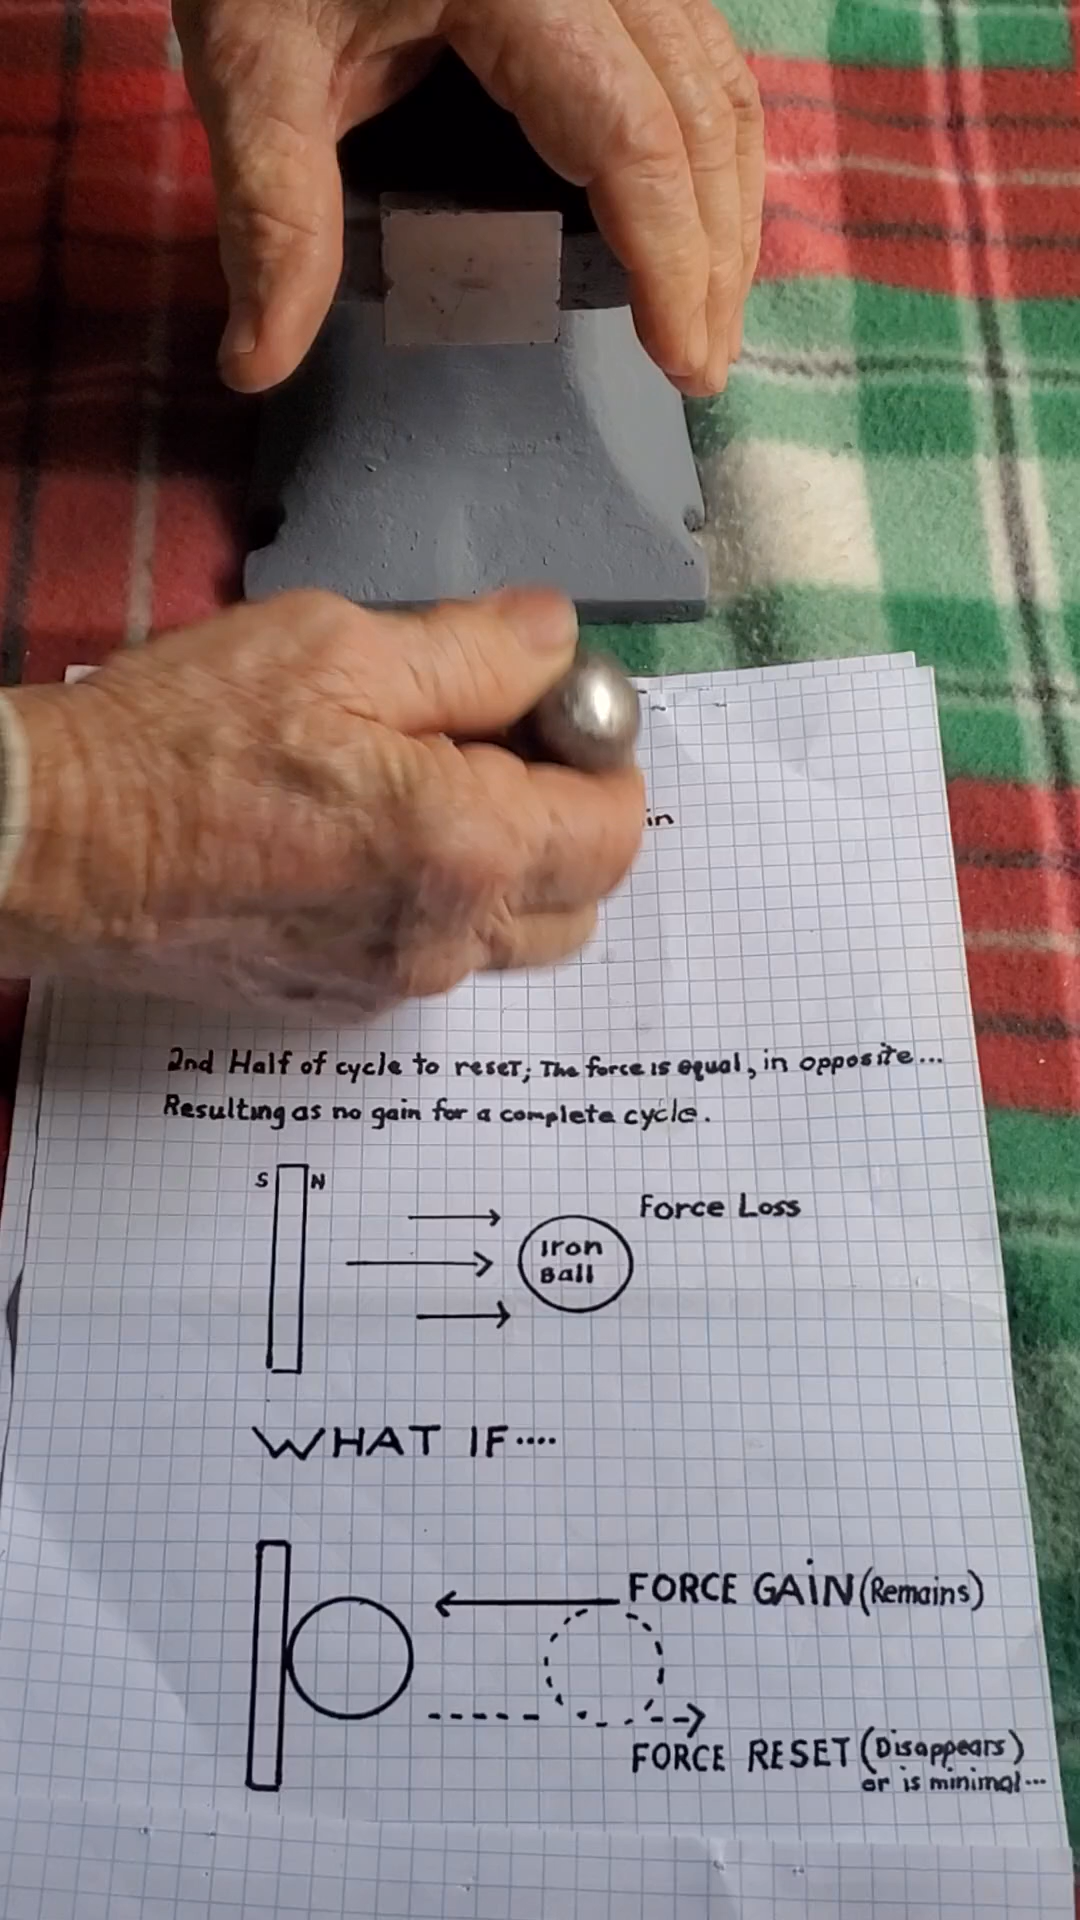 in
2nd Half of cycle to reset; The force is equal, in opposite...
Resulting as no gain for a complete cycle.
S N
Force Loss
Iron
Ball
WHAT IF....
FORCE GAIN (Remains)
FORCE RESET (Disappears)
or is minimal...